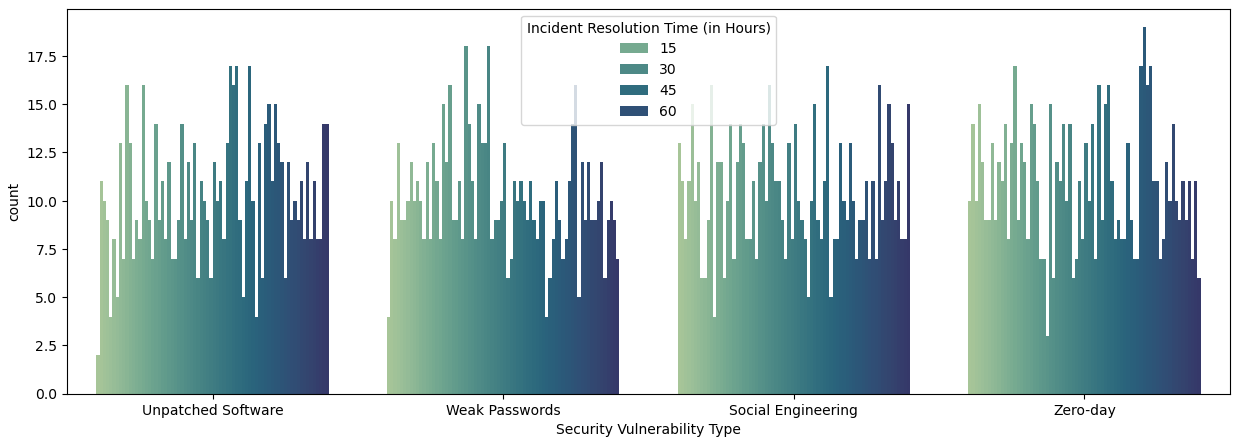 Incident Resolution Time (in Hours)
15
30
45
60
17.5
15.0
12.5
10.0
7.5
5.0
2.5
0.0
count
Unpatched Software
Weak Passwords
Social Engineering
Zero-day
Security Vulnerability Type